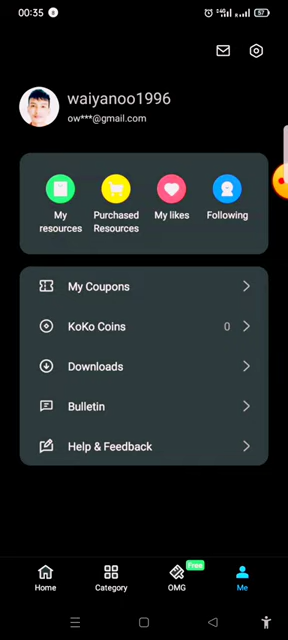 00:35
57
waiyanoo1996
ow***@gmail.com
My resources
Purchased Resources
My likes
Following
My Coupons
KoKo Coins 0
Downloads
Bulletin
Help & Feedback
Free
Home
Category
OMG
Me